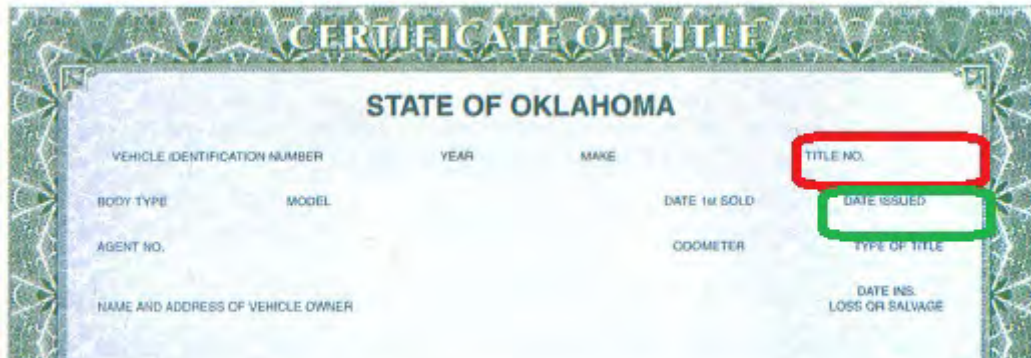 CERTIFICATE OF TITLE
STATE OF OKLAHOMA
VEHICLE IDENTIFICATION NUMBER YEAR MAKE TITLE NO.
BODY TYPE MODEL DATE 1st SOLD DATE ISSUED
AGENT NO. ODOMETER TYPE OF TITLE
NAME AND ADDRESS OF VEHICLE OWNER DATE INS.
LOSS OR SALVAGE